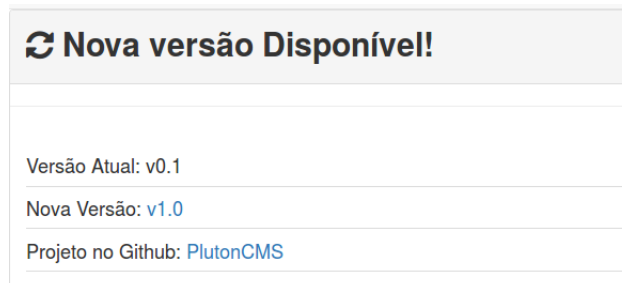 Nova versão Disponível!
Versão Atual: v0.1
Nova Versão: v1.0
Projeto no Github: PlutonCMS